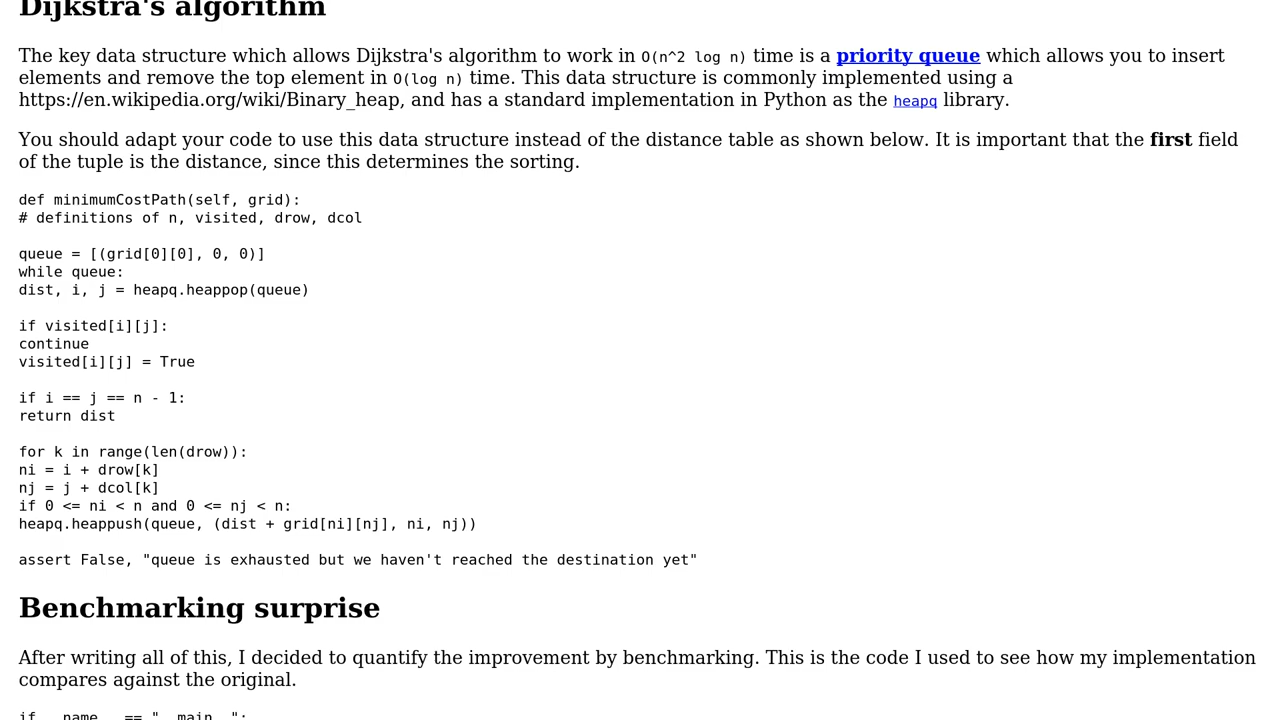 Dijkstra's algorithm
The key data structure which allows Dijkstra's algorithm to work in O(n^2 log n) time is a priority queue which allows you to insert
elements and remove the top element in O(log n) time. This data structure is commonly implemented using a
https://en.wikipedia.org/wiki/Binary_heap, and has a standard implementation in Python as the heapq library.
You should adapt your code to use this data structure instead of the distance table as shown below. It is important that the first field
of the tuple is the distance, since this determines the sorting.
def minimumCostPath(self, grid):
# definitions of n, visited, drow, dcol
queue = [(grid[0][0], 0, 0)]
while queue:
dist, i, j = heapq.heappop(queue)
if visited[i][j]:
continue
visited[i][j] = True
if i == j == n - 1:
return dist
for k in range(len(drow)):
ni = i + drow[k]
nj = j + dcol[k]
if 0 <= ni < n and 0 <= nj < n:
heapq.heappush(queue, (dist + grid[ni][nj], ni, nj))
assert False, "queue is exhausted but we haven't reached the destination yet"
Benchmarking surprise
After writing all of this, I decided to quantify the improvement by benchmarking. This is the code I used to see how my implementation
compares against the original.
if __name__ == "__main__":